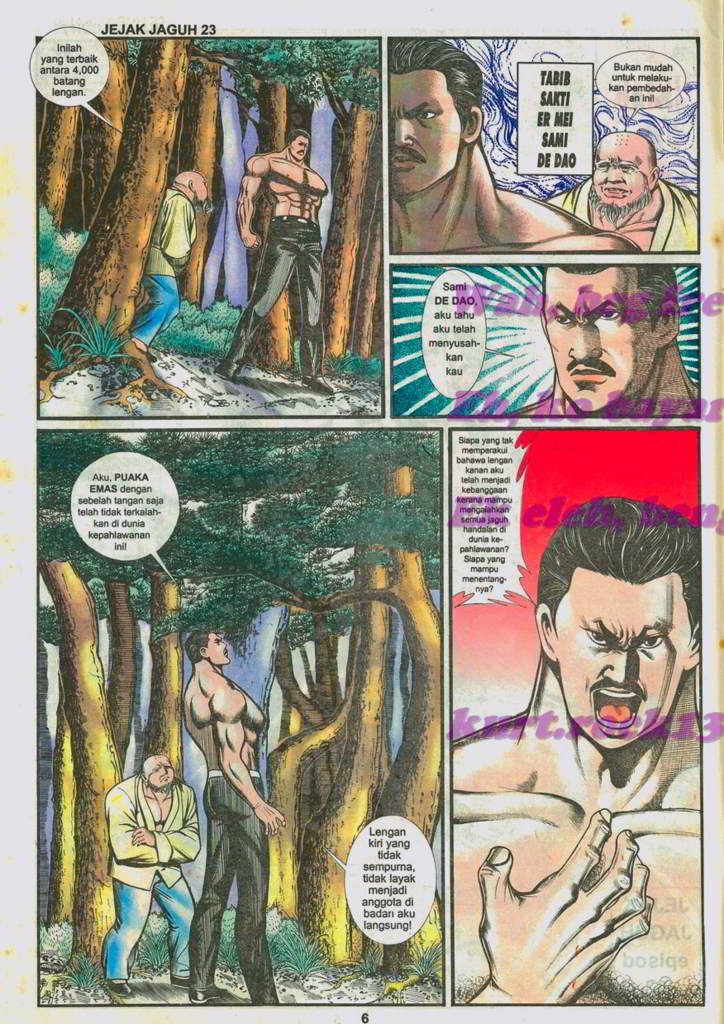 JEJAK JAGUH 23
Inilah
yang terbaik
antara 4,000
batang
lengan.
TABIB
SAKTI
ER MEI
SAMI
DE DAO
Bukan mudah
untuk melaku-
kan pembedah-
an ini!
Sami
DE DAO,
aku tahu
aku telah
menyusah-
kan
kau
Aku, PUAKA
EMAS dengan
sebelah tangan saja
telah tidak terkalah-
kan di dunia
kepahlawanan
ini!
Lengan
kiri yang
tidak
sempurna,
tidak layak
menjadi
anggota di
badan aku
langsung!
Siapa yang tak
memperakui
bahawa lengan
kanan aku
telah menjadi
kebanggaan
kerana mampu
mengalahkan
semua jaguh
handalan di
dunia ke-
pahlawanan?
Siapa yang
mampu
menentang-
nya?
kurt.rock13
6